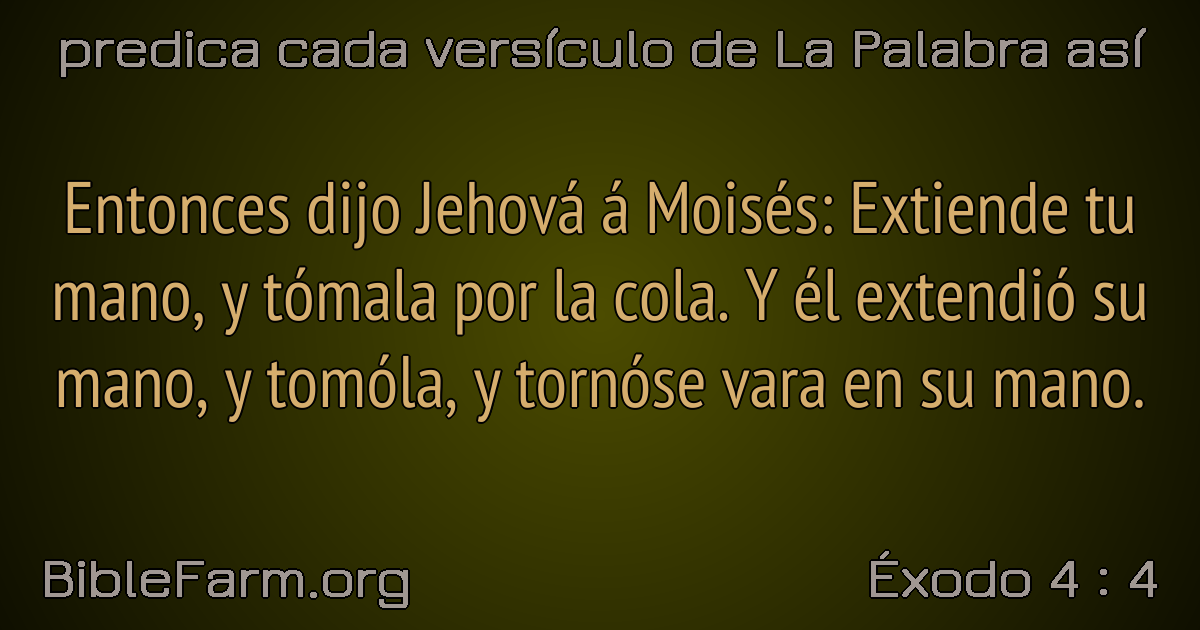 predica cada versículo de La Palabra así
Entonces dijo Jehová á Moisés: Extiende tu
mano, y tómala por la cola. Y él extendió su
mano, y tomóla, y tornóse vara en su mano.
BibleFarm.org
Éxodo 4 : 4